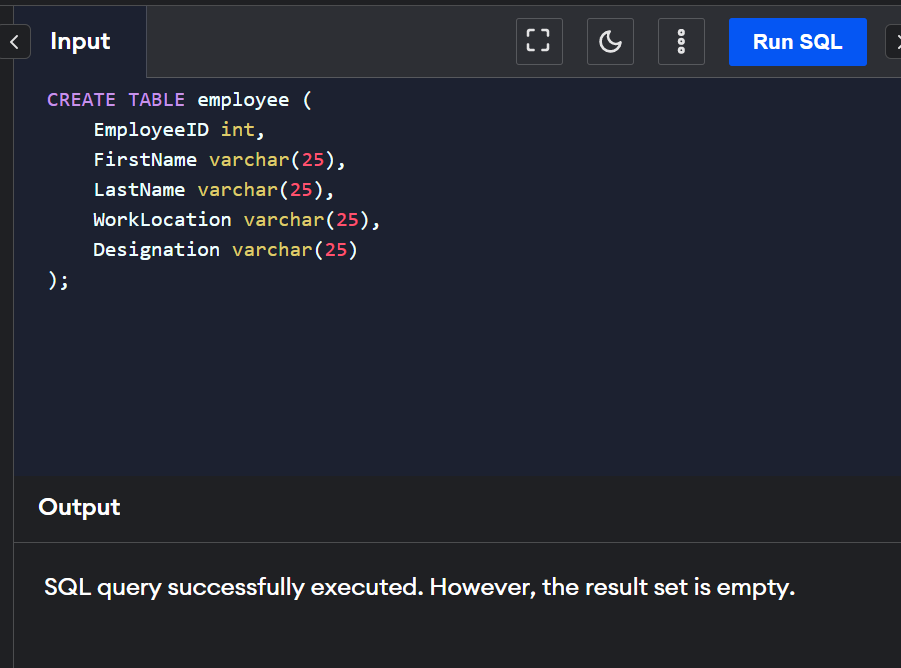 Input
Run SQL
CREATE TABLE employee (
    EmployeeID int,
    FirstName varchar(25),
    LastName varchar(25),
    WorkLocation varchar(25),
    Designation varchar(25)
);
Output
SQL query successfully executed. However, the result set is empty.